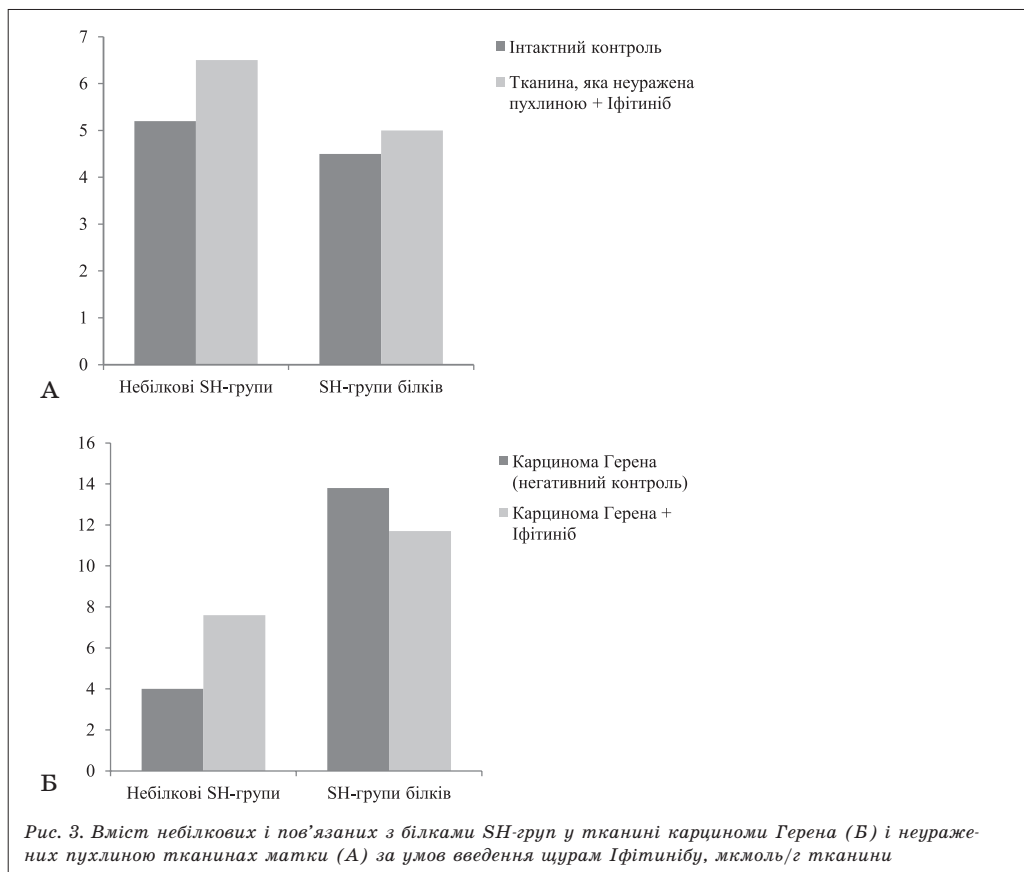 7
6
5
4
3
2
1
0
А
Небілкові SH-групи
SH-групи білків
Інтактний контроль
Тканина, яка неуражена
пухлиною + Іфітиніб
16
14
12
10
8
6
4
2
0
Б
Небілкові SH-групи
SH-групи білків
Карцинома Герена
(негативний контроль)
Карцинома Герена +
Іфітиніб
Рис. 3. Вміст небілкових і пов’язаних з білками SH-груп у тканині карциноми Герена (Б) і неураже-
них пухлиною тканинах матки (А) за умов введення щурам Іфітинібу, мкмоль/г тканини